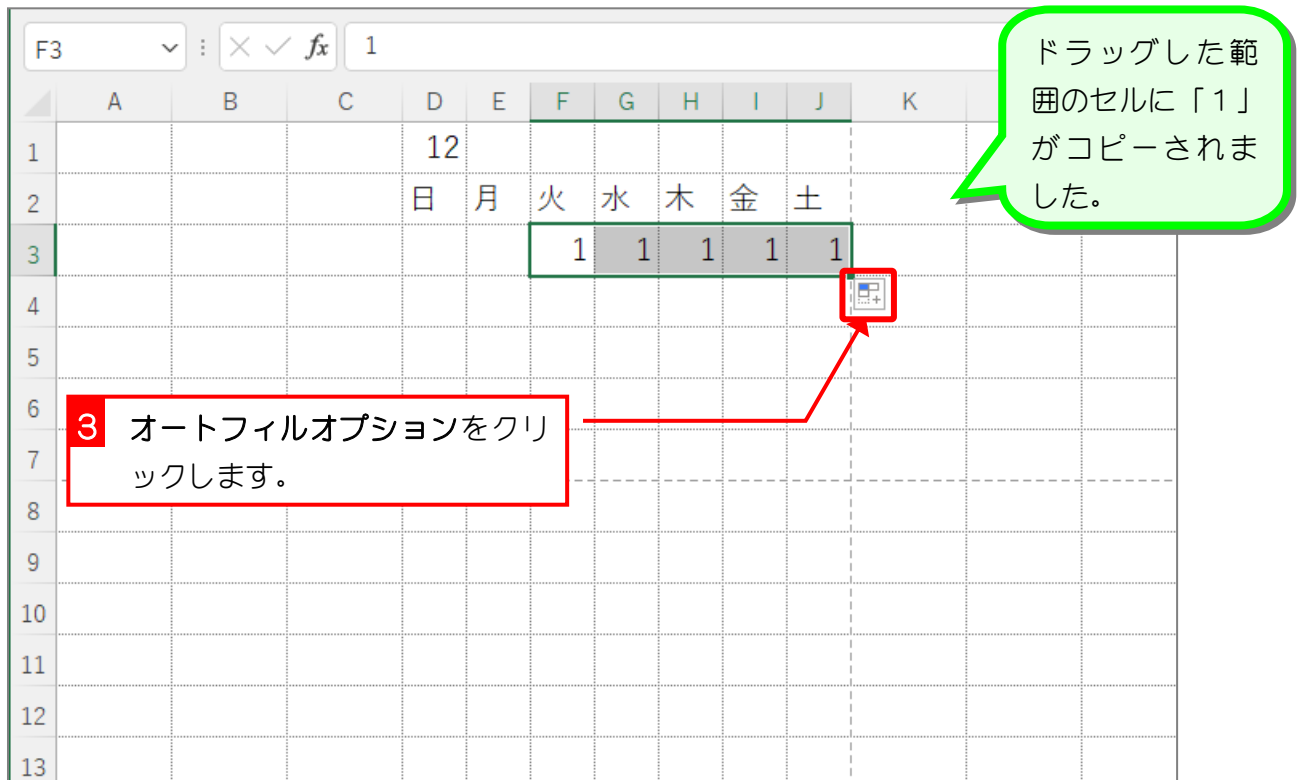 F3 fx 1
A B C D E F G H I J K
1 12
2 日 月 火 水 木 金 土
3 1 1 1 1 1
4
5
6
7
8
9
10
11
12
13
ドラッグした範
囲のセルに「1」
がコピーされま
した。
3 オートフィルオプションをクリ
ックします。